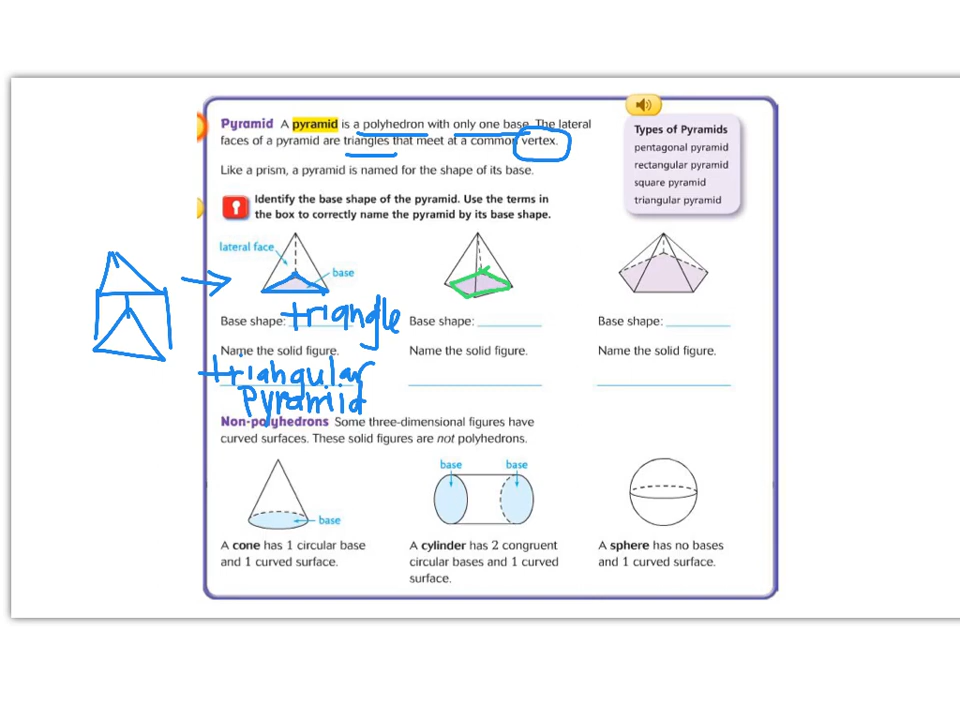 Pyramid A pyramid is a polyhedron with only one base. The lateral
faces of a pyramid are triangles that meet at a common vertex.
Like a prism, a pyramid is named for the shape of its base.
Types of Pyramids
pentagonal pyramid
rectangular pyramid
square pyramid
triangular pyramid
Identify the base shape of the pyramid. Use the terms in
the box to correctly name the pyramid by its base shape.
lateral face
base
Base shape: triangle
Name the solid figure.
triangular
Pyramid
Base shape:
Name the solid figure.
Base shape:
Name the solid figure.
Non-polyhedrons Some three-dimensional figures have
curved surfaces. These solid figures are not polyhedrons.
base
A cone has 1 circular base
and 1 curved surface.
base base
A cylinder has 2 congruent
circular bases and 1 curved
surface.
A sphere has no bases
and 1 curved surface.